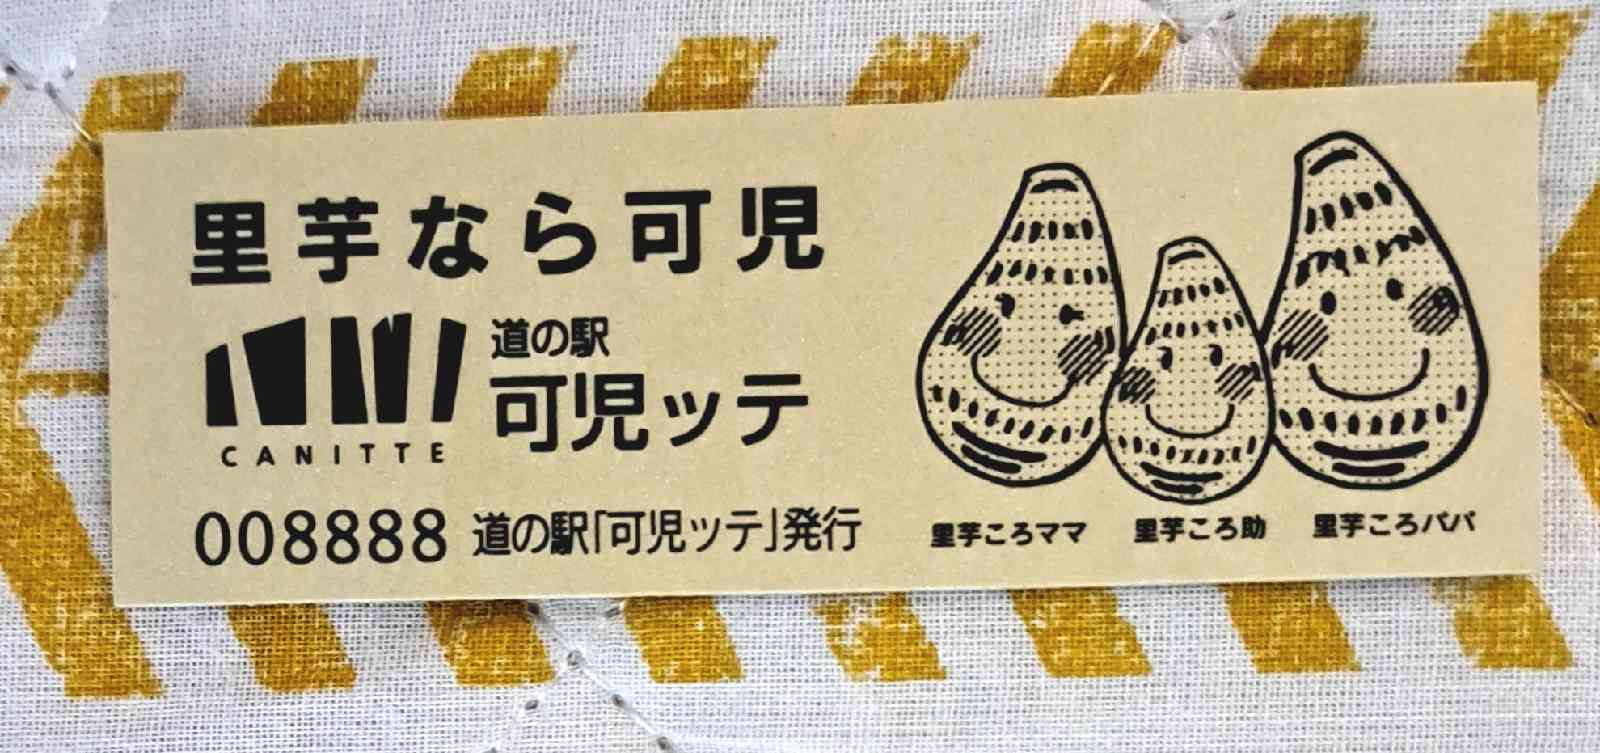 里芋なら可児
道の駅
可児ッテ
CANITTE
008888 道の駅「可児ッテ」発行
里芋ころママ
里芋ころ助
里芋ころパパ